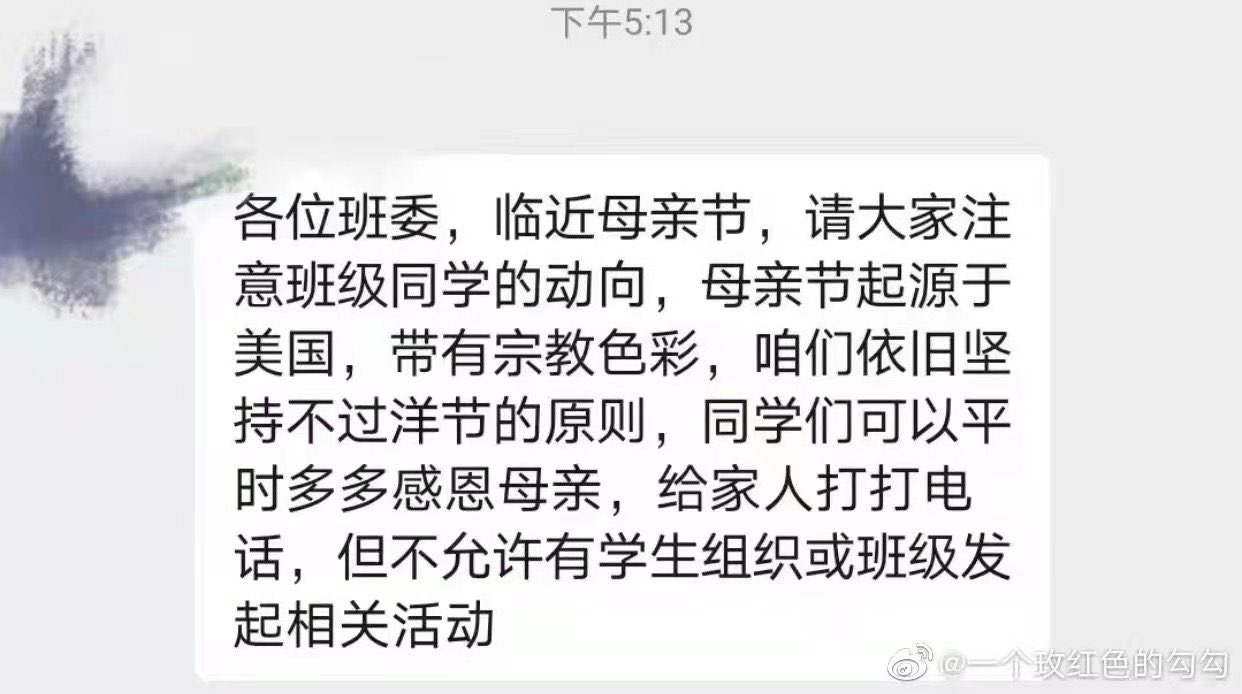 下午5:13
各位班委，临近母亲节，请大家注
意班级同学的动向，母亲节起源于
美国，带有宗教色彩，咱们依旧坚
持不过洋节的原则，同学们可以平
时多多感恩母亲，给家人打打电
话，但不允许有学生组织或班级发
起相关活动
@一个玫红色的勾勾